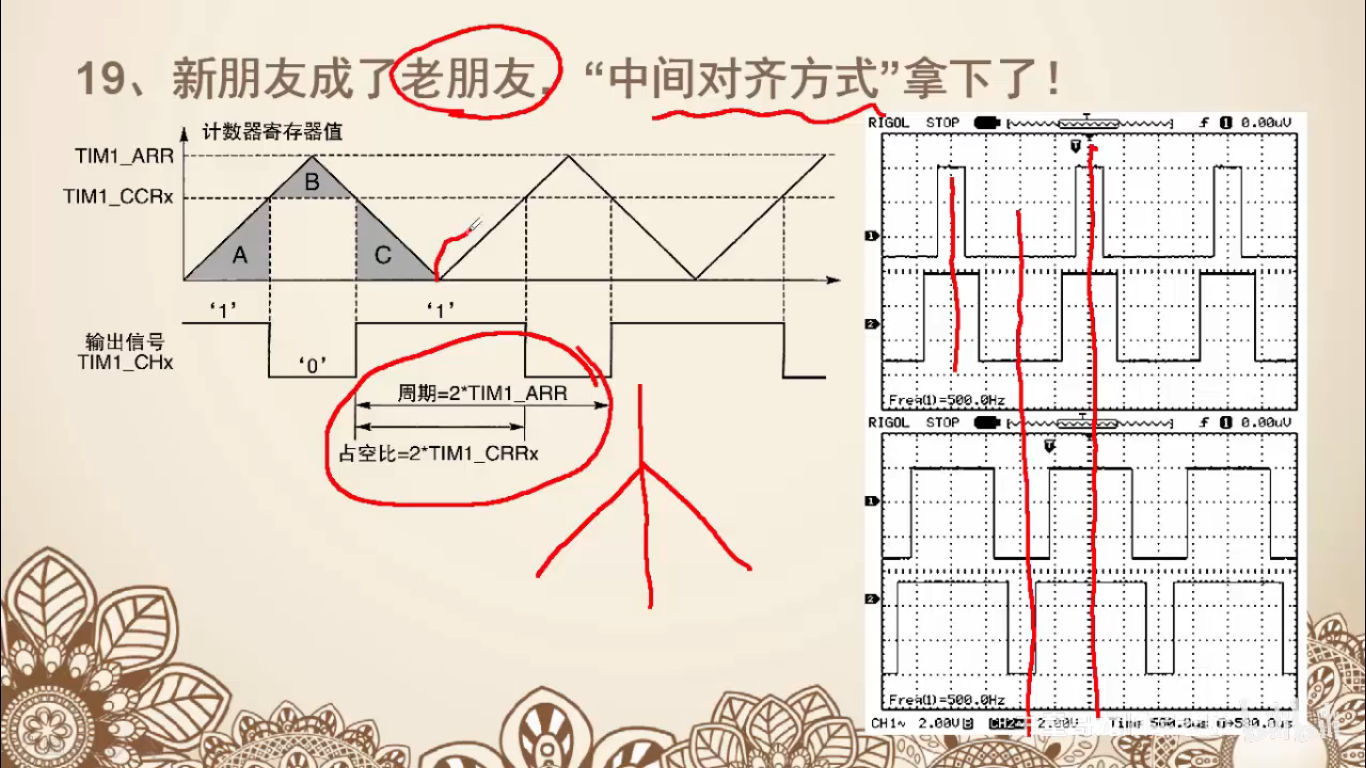 19、新朋友成了老朋友，“中间对齐方式”拿下了！
计数器寄存器值
TIM1_ARR
TIM1_CCRx
B
A
C
‘1’
‘1’
输出信号
TIM1_CHx
‘0’
周期=2*TIM1_ARR
占空比=2*TIM1_CRRx
RIGOL STOP 1 0.00uV
T
1
2
Freq(1)=500.0Hz
RIGOL STOP 1 0.00uV
T
1
2
Freq(1)=500.0Hz
CH1~ 2.00V CH2~ 2.00V Time 500.0us